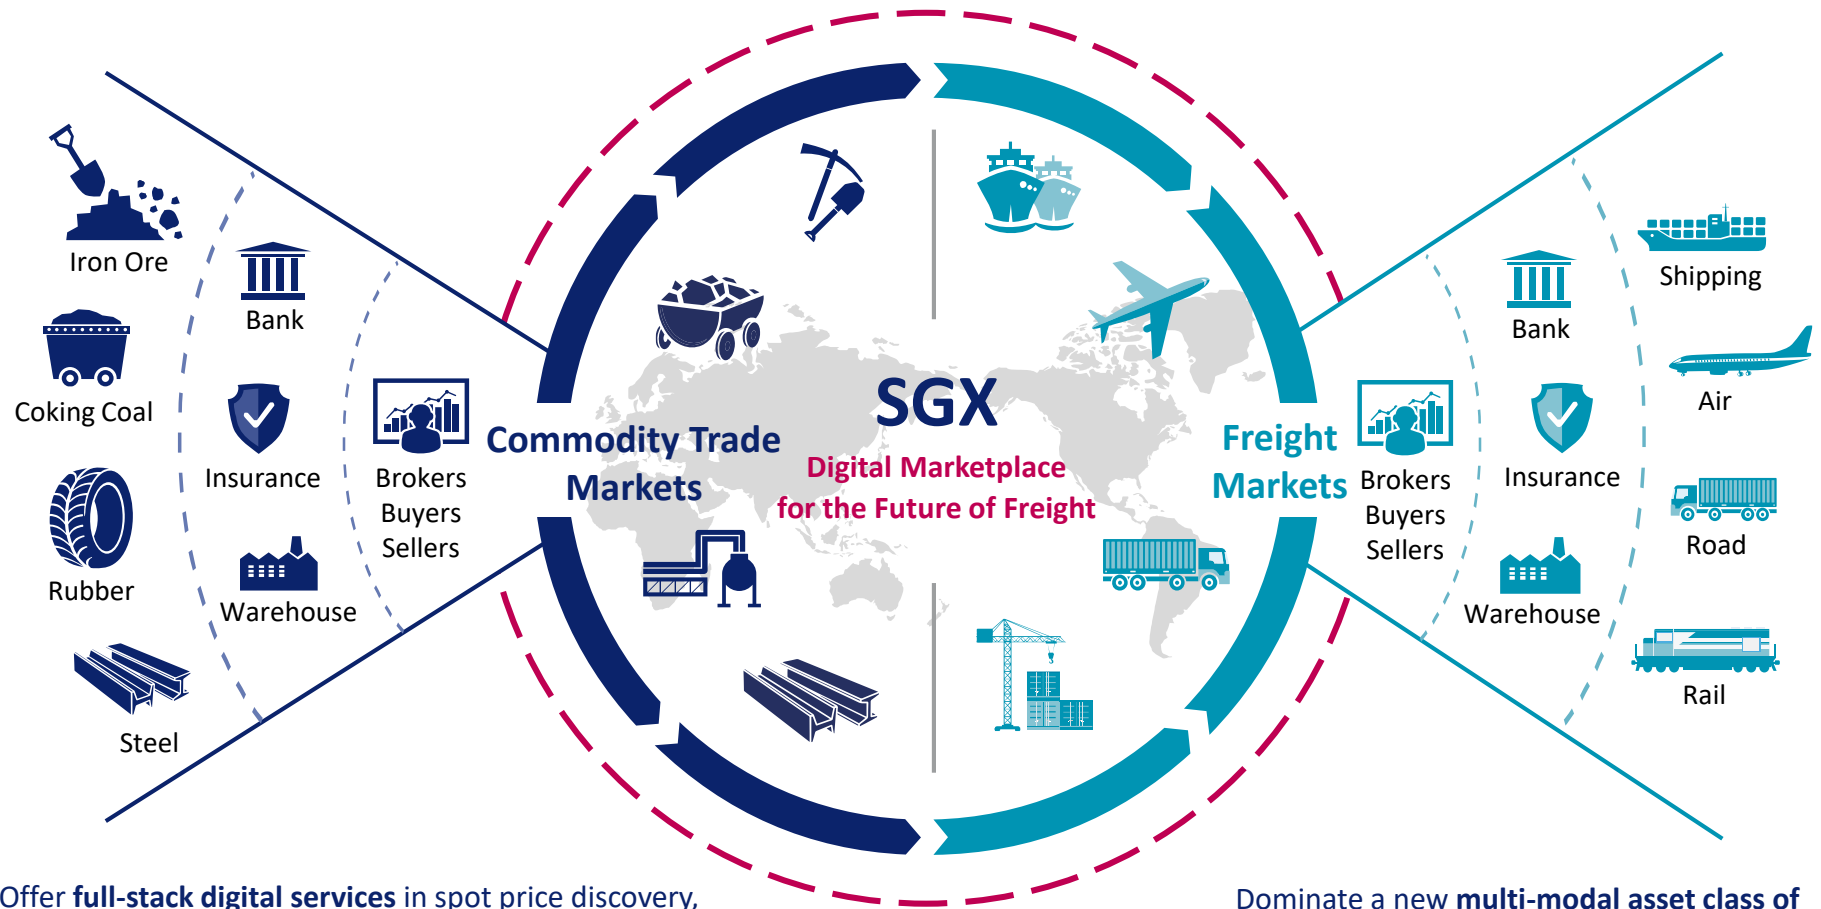 Iron Ore
Coking Coal
Rubber
Steel
Bank
Insurance
Warehouse
Brokers
Buyers
Sellers
Commodity Trade
Markets
SGX
Digital Marketplace
for the Future of Freight
Freight
Markets
Brokers
Buyers
Sellers
Bank
Insurance
Warehouse
Shipping
Air
Road
Rail
Offer full-stack digital services in spot price discovery,
Dominate a new multi-modal asset class of